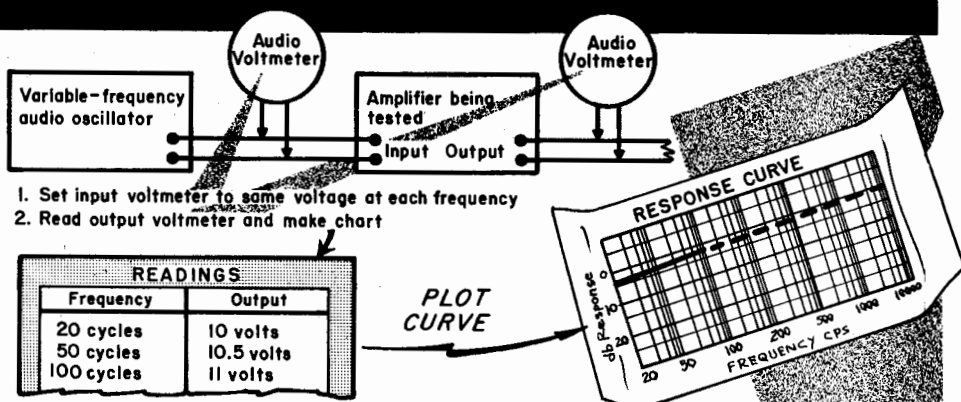 Audio
Voltmeter
Audio
Voltmeter
Variable-frequency
audio oscillator
Amplifier being
tested
Input Output
1. Set input voltmeter to same voltage at each frequency
2. Read output voltmeter and make chart
READINGS
Frequency Output
20 cycles 10 volts
50 cycles 10.5 volts
100 cycles 11 volts
PLOT
CURVE
RESPONSE CURVE
0
10
20
db Response
20 50 100 200 500 1000 10000
FREQUENCY CPS